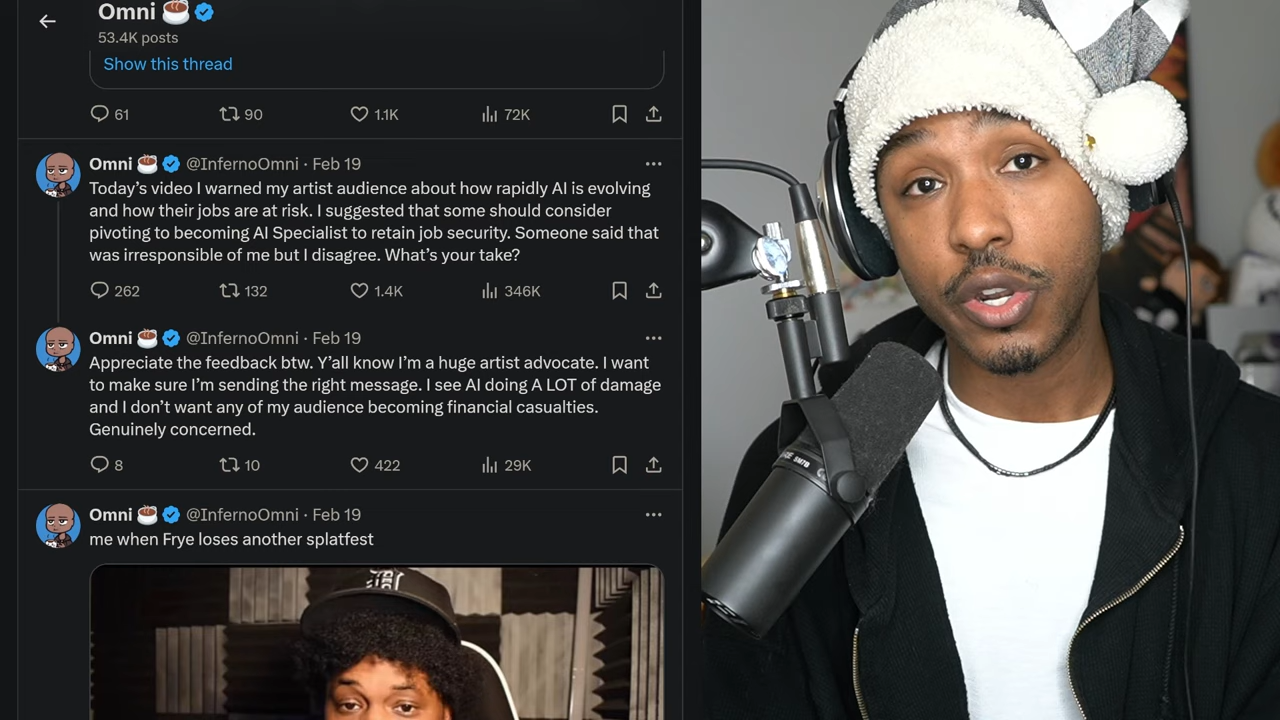 Omni ☕
53.4K posts
Show this thread
61 90 1.1K 72K
Omni ☕ @InfernoOmni · Feb 19
Today’s video I warned my artist audience about how rapidly AI is evolving
and how their jobs are at risk. I suggested that some should consider
pivoting to becoming AI Specialist to retain job security. Someone said that
was irresponsible of me but I disagree. What’s your take?
262 132 1.4K 346K
Omni ☕ @InfernoOmni · Feb 19
Appreciate the feedback btw. Y’all know I’m a huge artist advocate. I want
to make sure I’m sending the right message. I see AI doing A LOT of damage
and I don’t want any of my audience becoming financial casualties.
Genuinely concerned.
8 10 422 29K
Omni ☕ @InfernoOmni · Feb 19
me when Frye loses another splatfest
SM7B